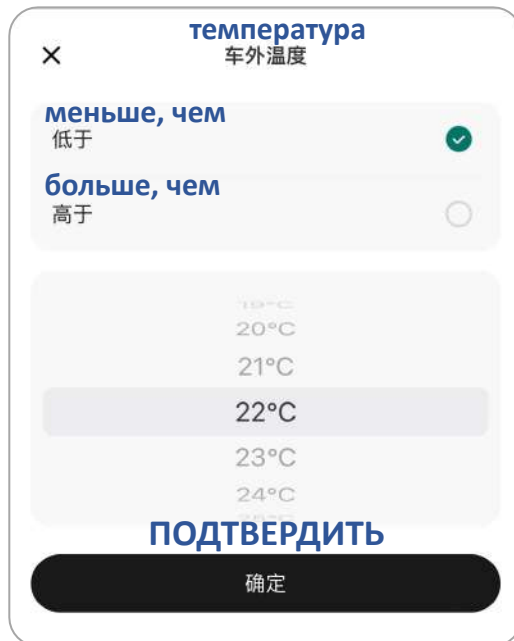 температура
车外温度
меньше, чем
低于
больше, чем
高于
19°C
20°C
21°C
22°C
23°C
24°C
ПОДТВЕРДИТЬ
确定